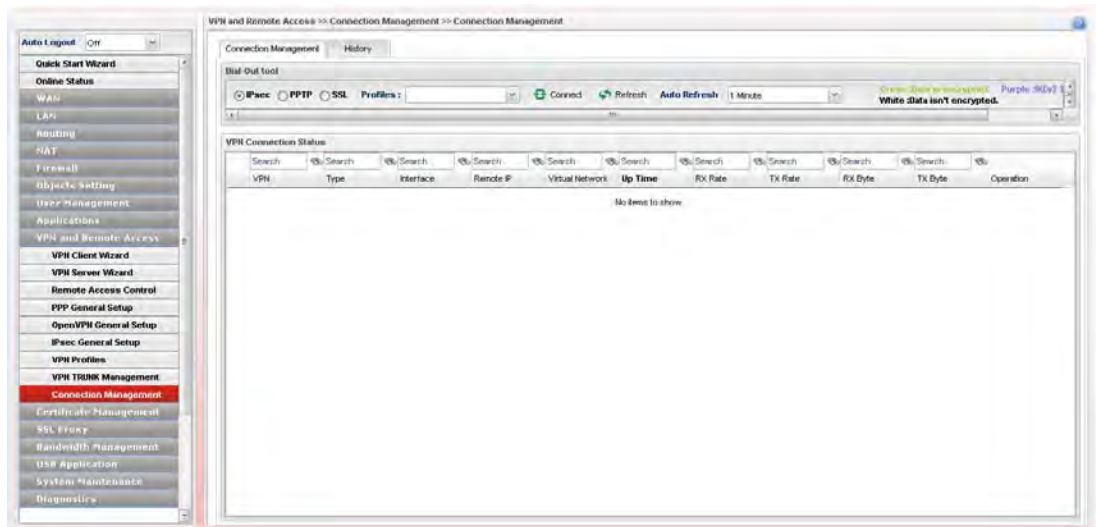 VPN and Remote Access >> Connection Management >> Connection Management
Auto Logout Off
Quick Start Wizard
Online Status
WAN
LAN
Routing
NAT
Firewall
Objects Setting
User Management
Applications
VPN and Remote Access
VPN Client Wizard
VPN Server Wizard
Remote Access Control
PPP General Setup
OpenVPN General Setup
IPsec General Setup
VPN Profiles
VPN TRUNK Management
Connection Management
Certificate Management
SSL Proxy
Bandwidth Management
USB Application
System Maintenance
Diagnostics
Connection Management History
Dial-Out tool
IPsec PPTP SSL Profiles : Connect Refresh Auto Refresh 1 Minute
Green :Data is encrypted. Purple
White :Data isn't encrypted.
VPN Connection Status
Search Search Search Search Search Search Search Search Search Search
VPN Type Interface Remote IP Virtual Network Up Time RX Rate TX Rate RX Byte TX Byte Operation
No items to show